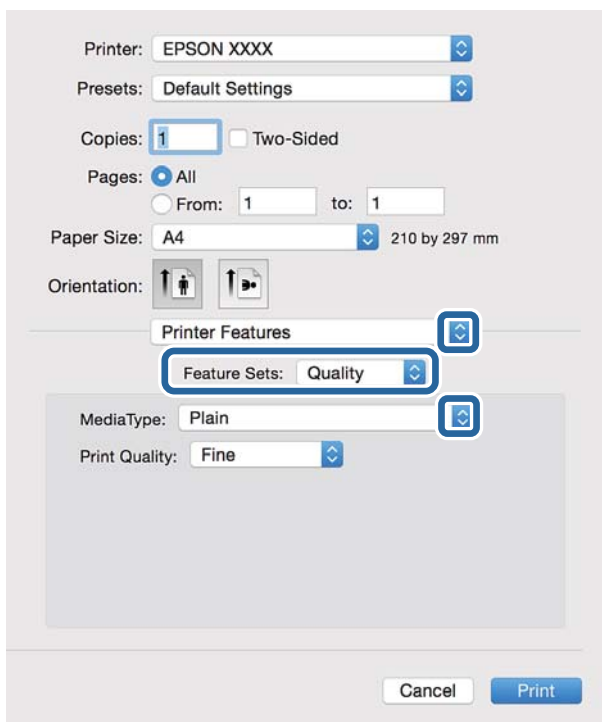 Printer: EPSON XXXX
Presets: Default Settings
Copies: 1 Two-Sided
Pages: All
From: 1 to: 1
Paper Size: A4 210 by 297 mm
Orientation:
Printer Features
Feature Sets: Quality
MediaType: Plain
Print Quality: Fine
Cancel Print